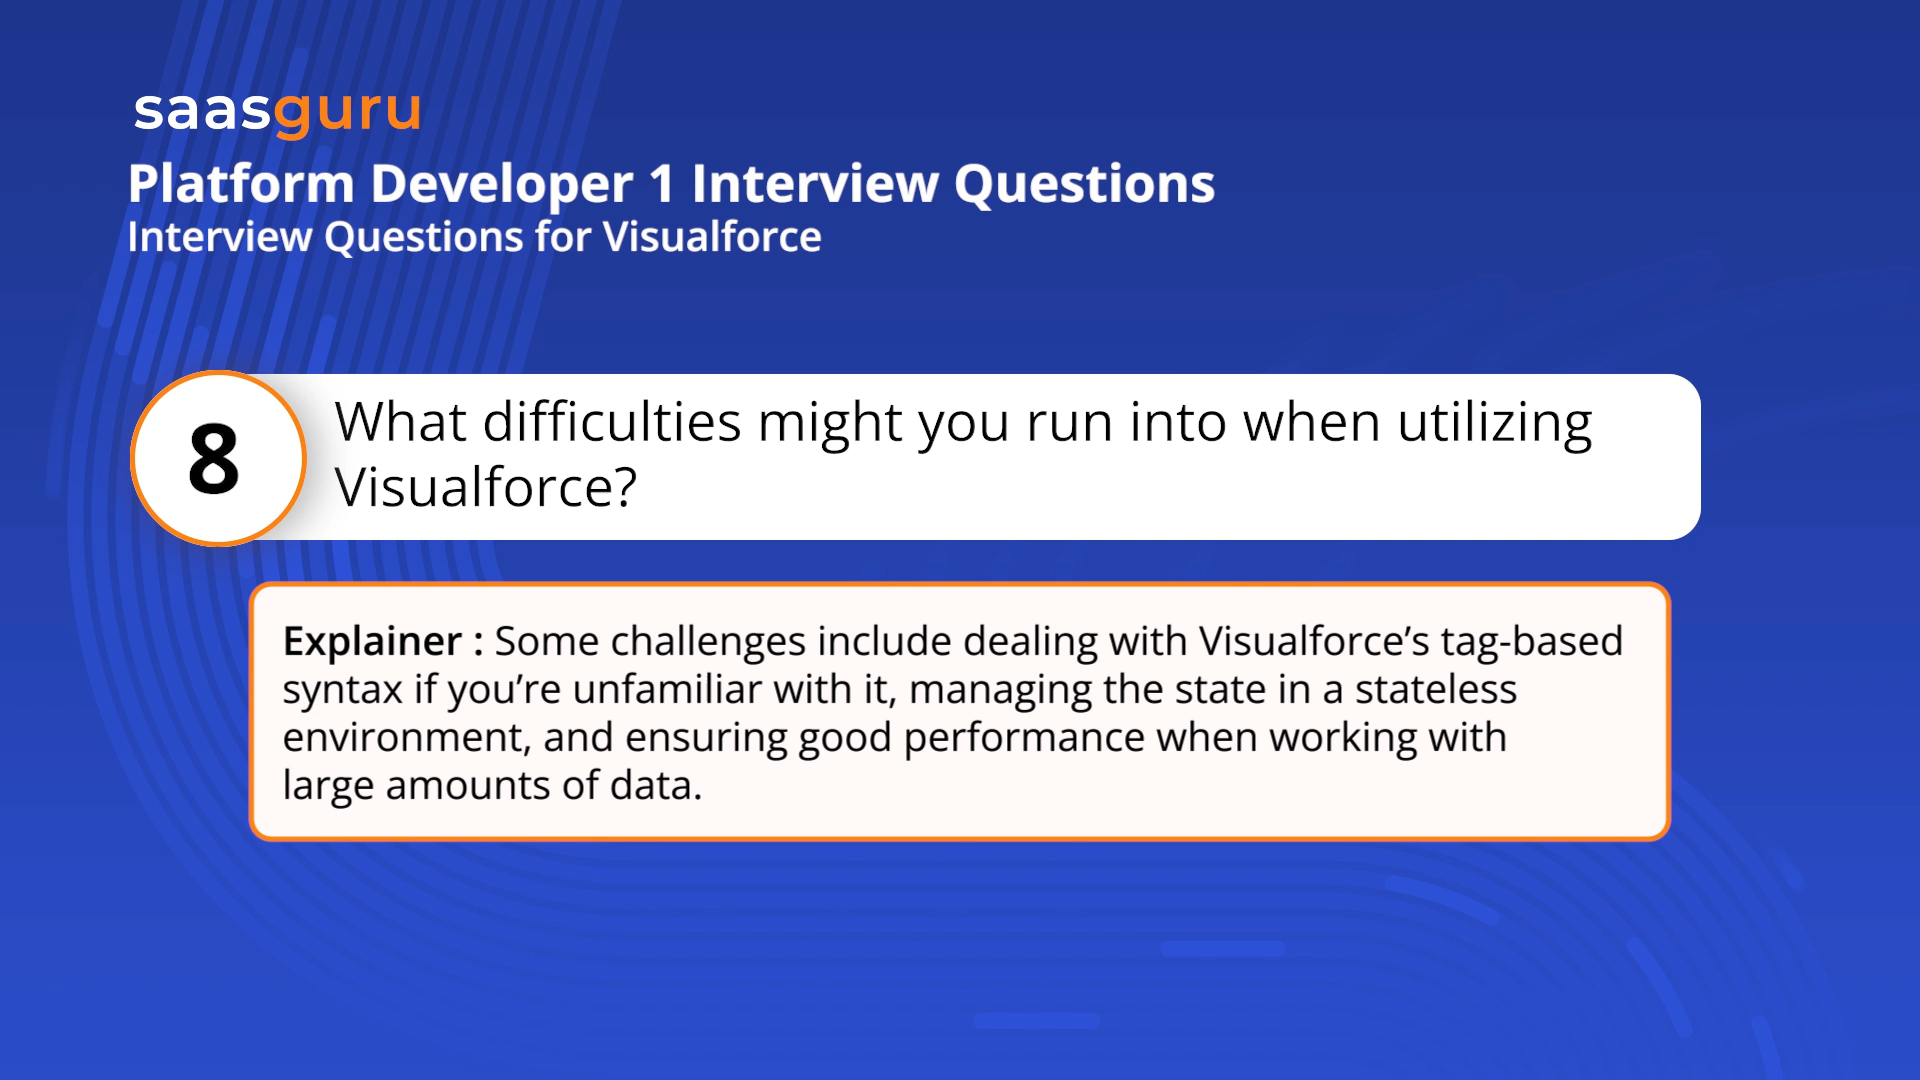 saasguru
Platform Developer 1 Interview Questions
Interview Questions for Visualforce
8
What difficulties might you run into when utilizing
Visualforce?
Explainer : Some challenges include dealing with Visualforce’s tag-based
syntax if you’re unfamiliar with it, managing the state in a stateless
environment, and ensuring good performance when working with
large amounts of data.